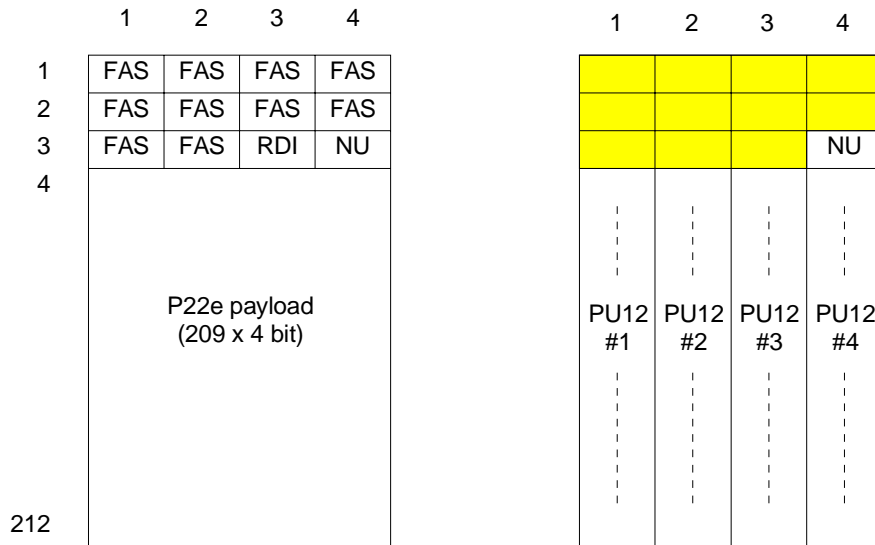 1 2 3 4
1 FAS FAS FAS FAS
2 FAS FAS FAS FAS
3 FAS FAS RDI NU
4
P22e payload
(209 x 4 bit)
212
1 2 3 4
NU
PU12 PU12 PU12 PU12
#1 #2 #3 #4